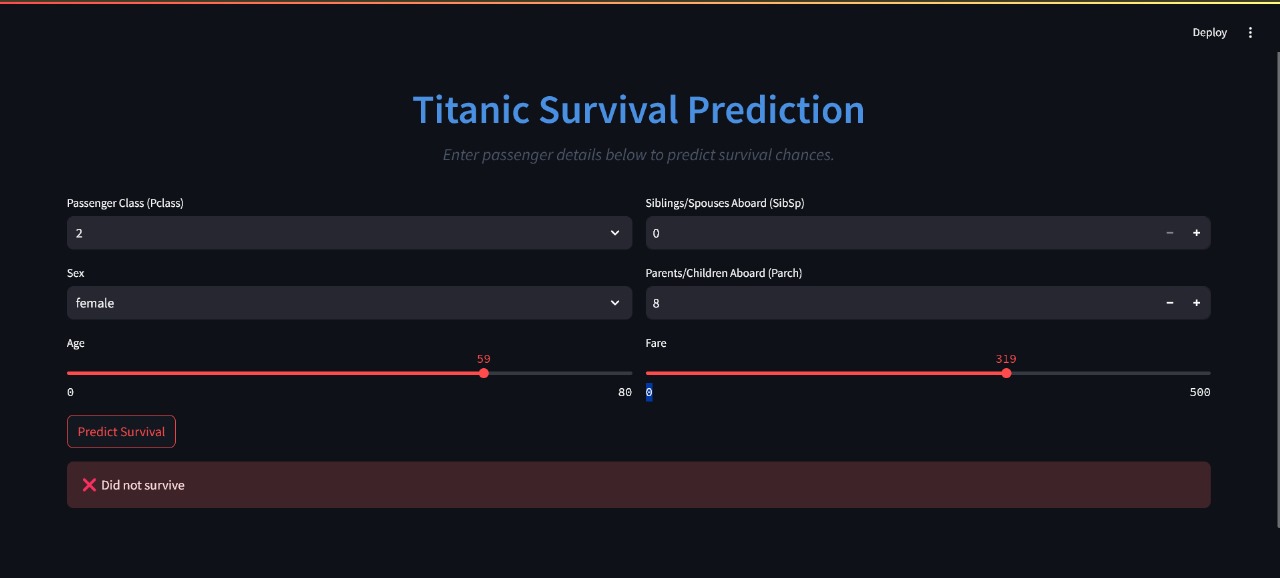 Deploy
Titanic Survival Prediction
Enter passenger details below to predict survival chances.
Passenger Class (Pclass)
2
Siblings/Spouses Aboard (SibSp)
0
Sex
female
Parents/Children Aboard (Parch)
8
Age
59
0 80
Fare
319
0 500
Predict Survival
❌ Did not survive